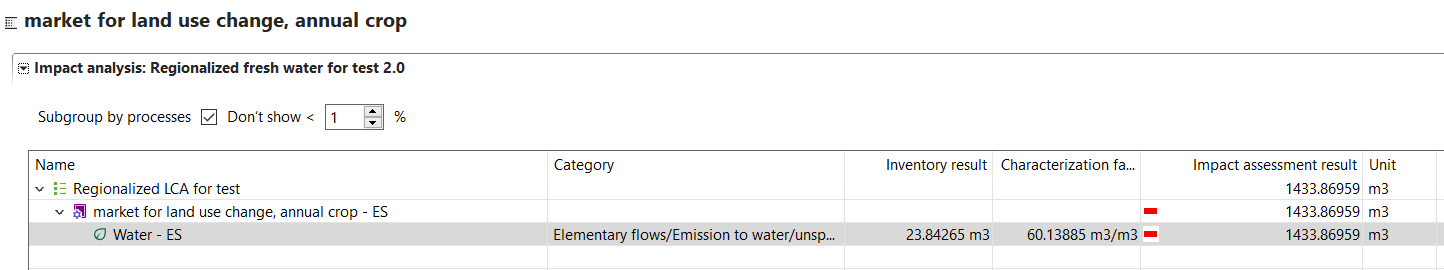 market for land use change, annual crop
Impact analysis: Regionalized fresh water for test 2.0
Subgroup by processes Don't show < 1 %
Name Category Inventory result Characterization fa... Impact assessment result Unit
Regionalized LCA for test 1433.86959 m3
market for land use change, annual crop - ES 1433.86959 m3
Water - ES Elementary flows/Emission to water/unsp... 23.84265 m3 60.13885 m3/m3 1433.86959 m3